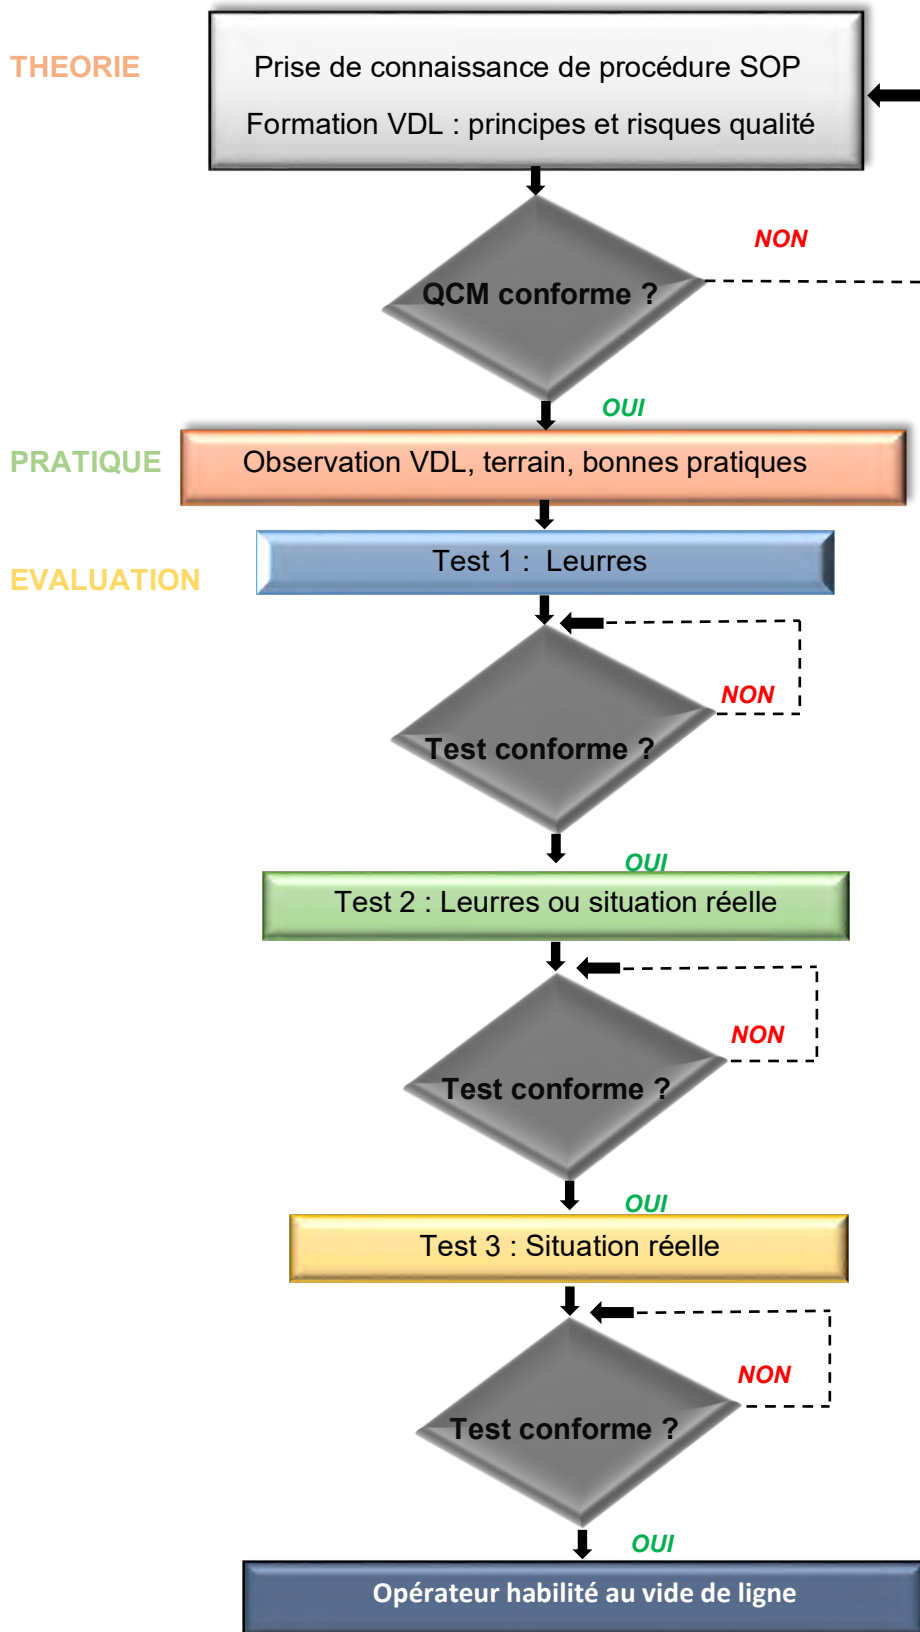 THEORIE
Prise de connaissance de procédure SOP
Formation VDL : principes et risques qualité
NON
QCM conforme ?
OUI
PRATIQUE
Observation VDL, terrain, bonnes pratiques
Test 1 : Leurres
EVALUATION
NON
Test conforme ?
OUI
Test 2 : Leurres ou situation réelle
NON
Test conforme ?
OUI
Test 3 : Situation réelle
NON
Test conforme ?
OUI
Opérateur habilité au vide de ligne